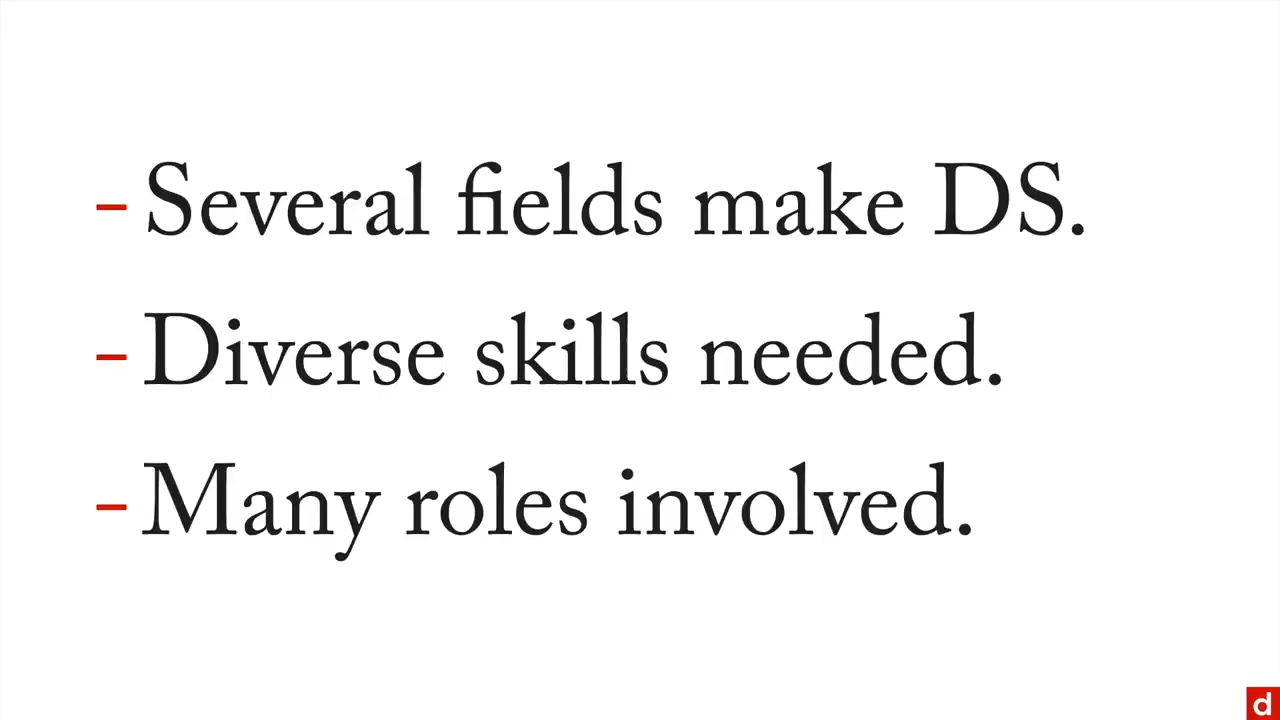 – Several fields make DS.
– Diverse skills needed.
– Many roles involved.
d